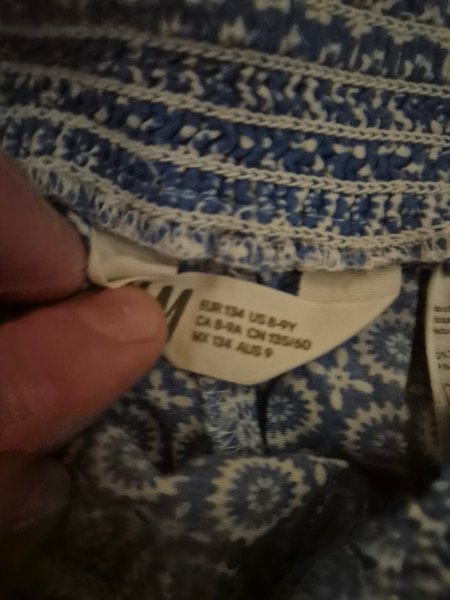 EUR 134 US 8-9Y
CA 8-9A CN 135/60
MX 134 AUS 9